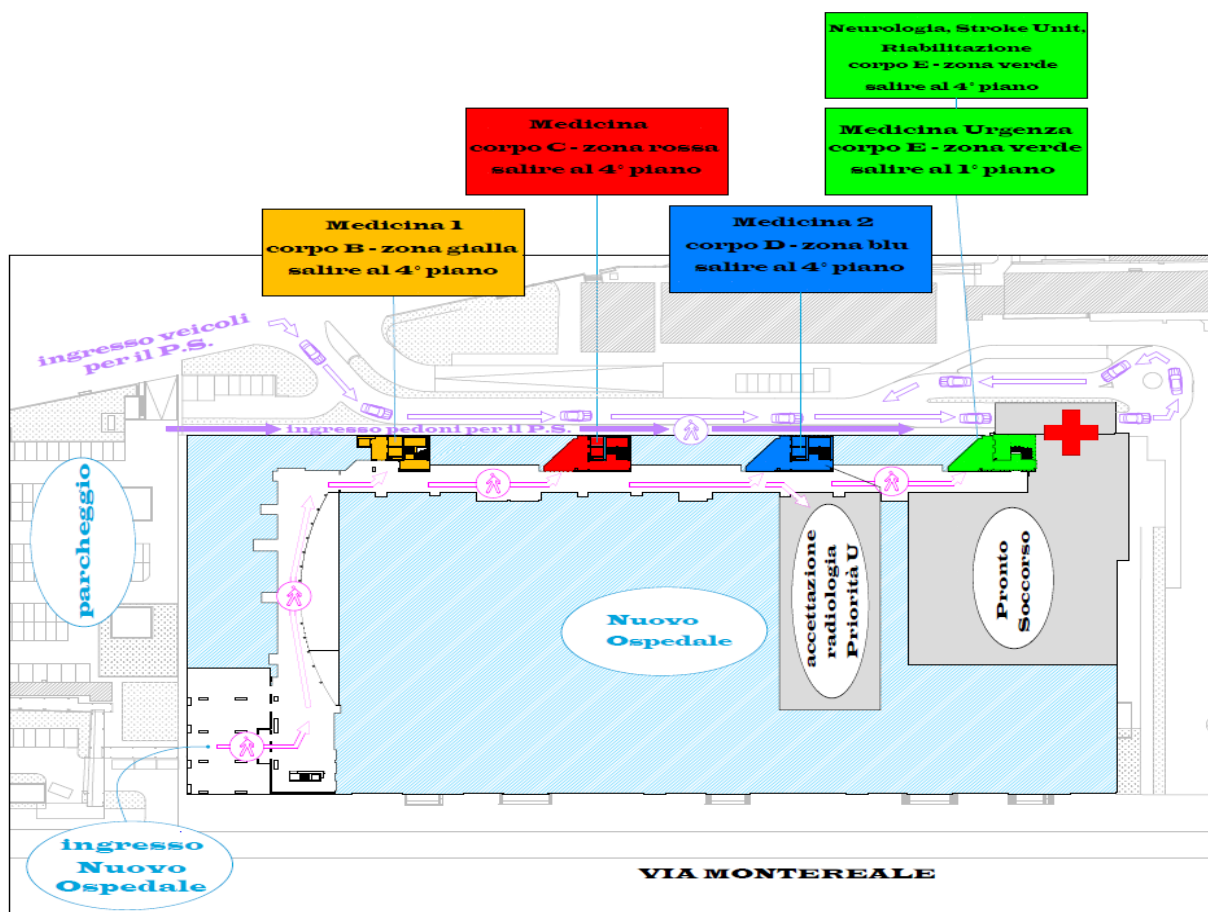 Neurologia, Stroke Unit,
Riabilitazione
corpo E - zona verde
salire al 4° piano
Medicina
corpo C - zona rossa
salire al 4° piano
Medicina Urgenza
corpo E - zona verde
salire al 1° piano
Medicina 1
corpo B - zona gialla
salire al 4° piano
Medicina 2
corpo D - zona blu
salire al 4° piano
ingresso veicoli
per il P.S.
ingresso pedoni per il P.S.
parcheggio
Nuovo
Ospedale
accettazione
radiologia
Priorità U
Pronto
Soccorso
ingresso
Nuovo
Ospedale
VIA MONTEREALE